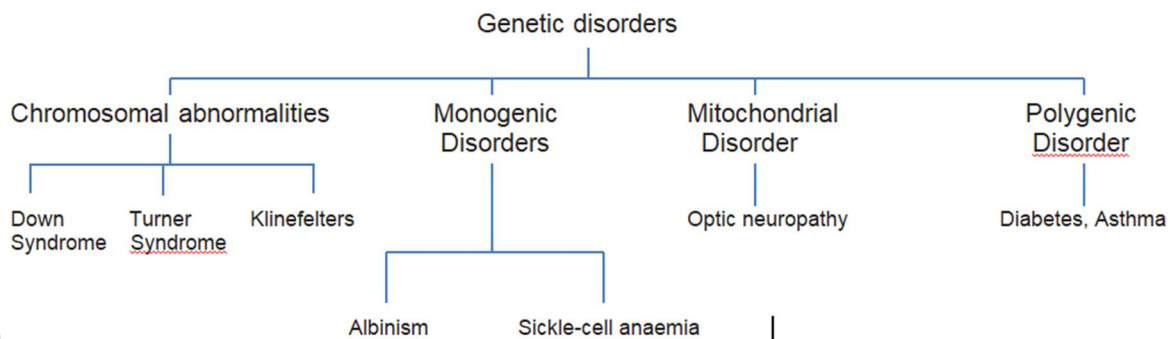 Genetic disorders
Chromosomal abnormalities
Monogenic
Disorders
Mitochondrial
Disorder
Polygenic
Disorder
Down
Syndrome
Turner
Syndrome
Klinefelters
Optic neuropathy
Diabetes, Asthma
Albinism
Sickle-cell anaemia